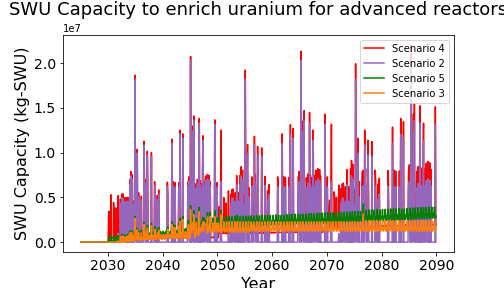 SWU Capacity to enrich uranium for advanced reactors
1e7
SWU Capacity (kg-SWU)
2.0
1.5
1.0
0.5
0.0
Scenario 4
Scenario 2
Scenario 5
Scenario 3
2030 2040 2050 2060 2070 2080 2090
Year